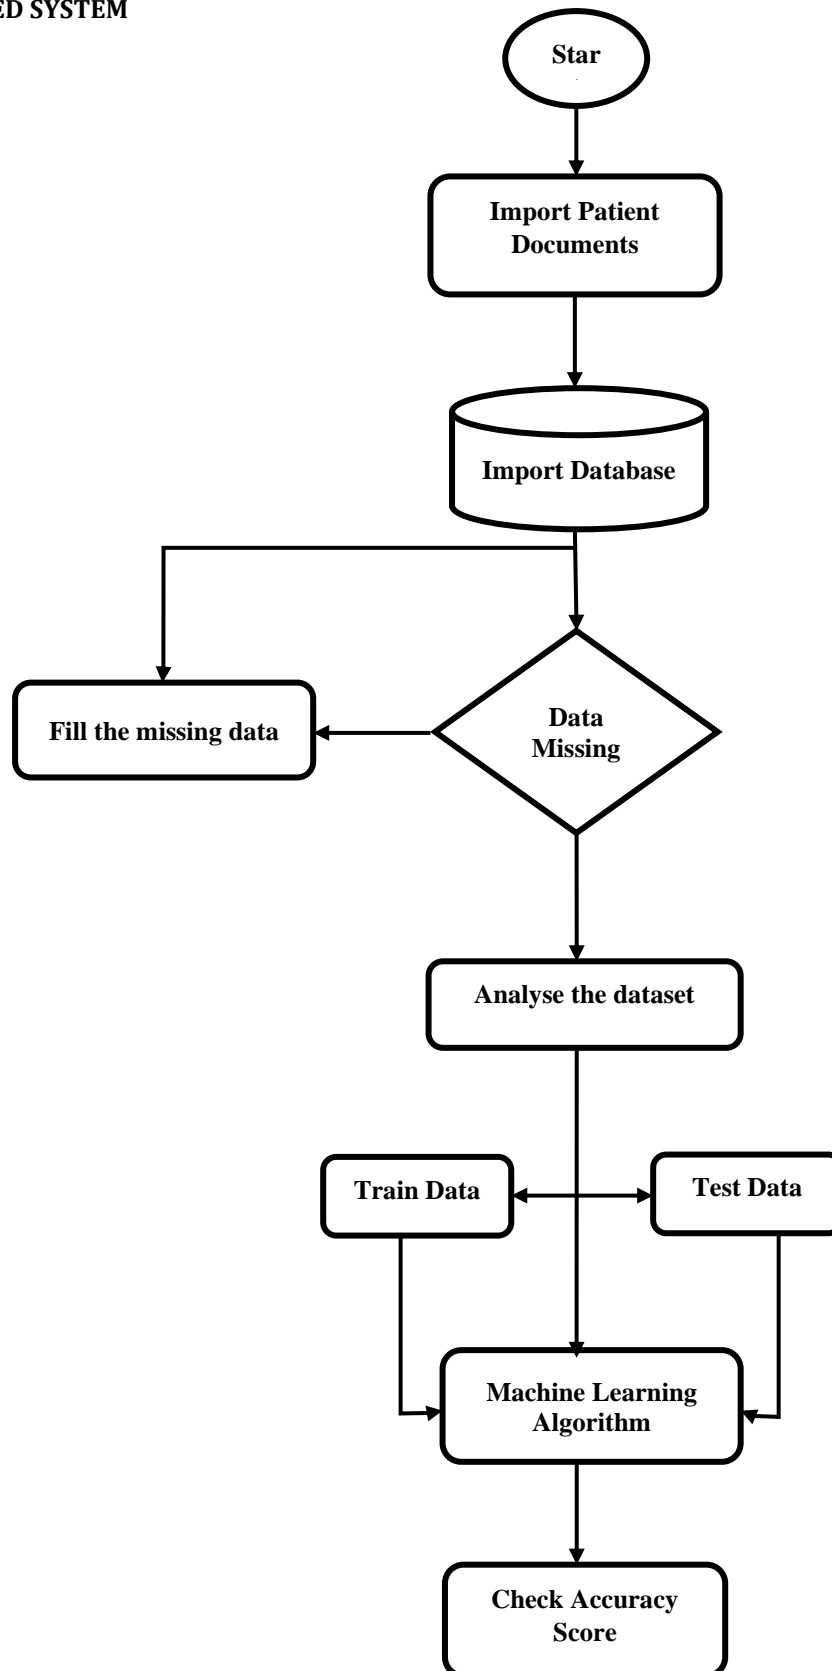 ED SYSTEM
Star
Import Patient
Documents
Import Database
Fill the missing data
Data
Missing
Analyse the dataset
Train Data
Test Data
Machine Learning
Algorithm
Check Accuracy
Score